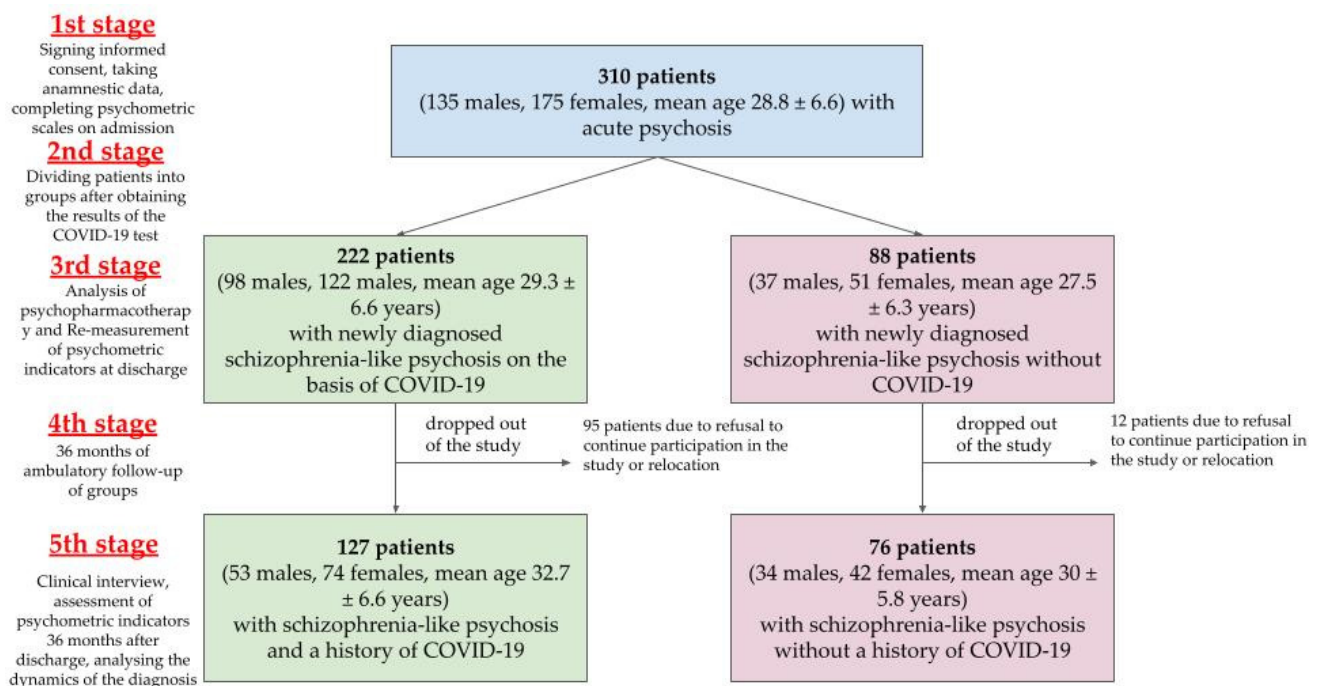 1st stage
Signing informed
consent, taking
anamnestic data,
completing psychometric
scales on admission
2nd stage
Dividing patients into
groups after obtaining
the results of the
COVID-19 test
3rd stage
Analysis of
psychopharmacotherap
y and Re-measurement
of psychometric
indicators at discharge
4th stage
36 months of
ambulatory follow-up
of groups
5th stage
Clinical interview,
assessment of
psychometric indicators
36 months after
discharge, analysing the
dynamics of the diagnosis
310 patients
(135 males, 175 females, mean age 28.8 ± 6.6) with
acute psychosis
222 patients
(98 males, 122 males, mean age 29.3 ±
6.6 years)
with newly diagnosed
schizophrenia-like psychosis on the
basis of COVID-19
88 patients
(37 males, 51 females, mean age 27.5
± 6.3 years)
with newly diagnosed
schizophrenia-like psychosis without
COVID-19
dropped out
of the study
95 patients due to refusal to
continue participation in the
study or relocation
dropped out
of the study
12 patients due to refusal
to continue participation in
the study or relocation
127 patients
(53 males, 74 females, mean age 32.7
± 6.6 years)
with schizophrenia-like psychosis
and a history of COVID-19
76 patients
(34 males, 42 females, mean age 30 ±
5.8 years)
with schizophrenia-like psychosis
without a history of COVID-19